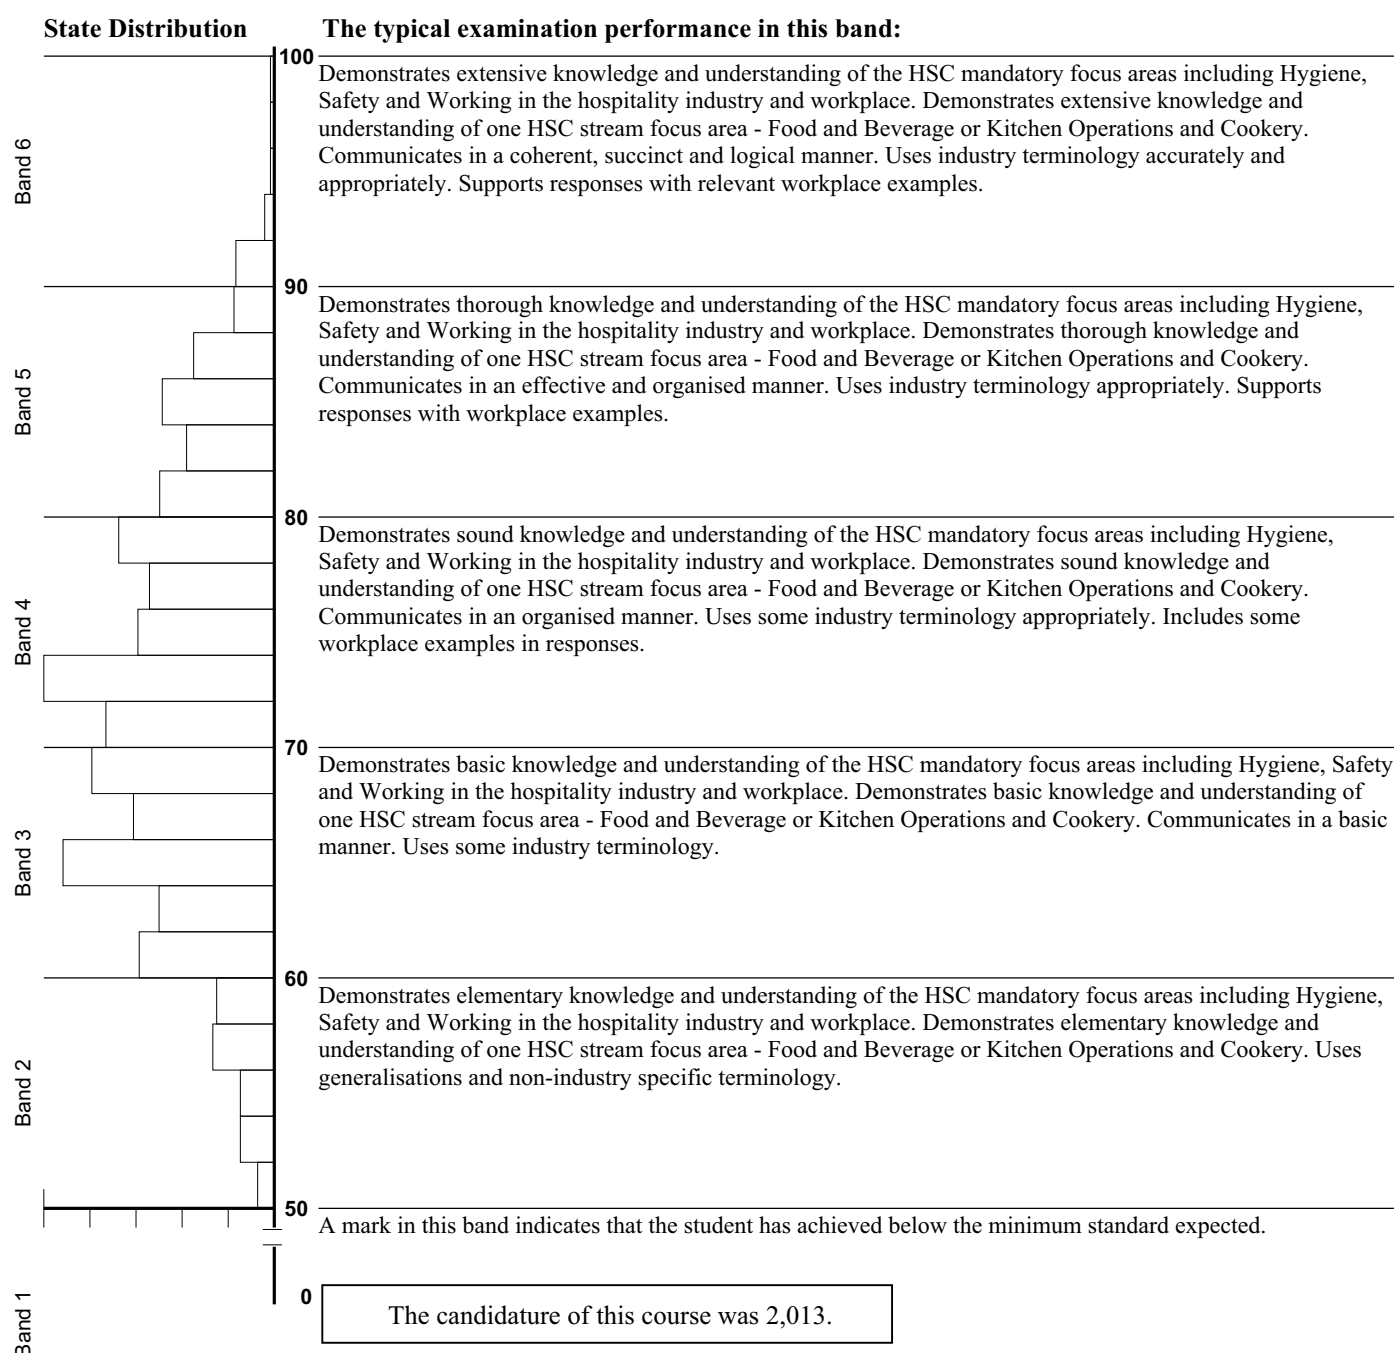 State Distribution
The typical examination performance in this band:
100
Band 6
Demonstrates extensive knowledge and understanding of the HSC mandatory focus areas including Hygiene,
Safety and Working in the hospitality industry and workplace. Demonstrates extensive knowledge and
understanding of one HSC stream focus area - Food and Beverage or Kitchen Operations and Cookery.
Communicates in a coherent, succinct and logical manner. Uses industry terminology accurately and
appropriately. Supports responses with relevant workplace examples.
90
Band 5
Demonstrates thorough knowledge and understanding of the HSC mandatory focus areas including Hygiene,
Safety and Working in the hospitality industry and workplace. Demonstrates thorough knowledge and
understanding of one HSC stream focus area - Food and Beverage or Kitchen Operations and Cookery.
Communicates in an effective and organised manner. Uses industry terminology appropriately. Supports
responses with workplace examples.
80
Band 4
Demonstrates sound knowledge and understanding of the HSC mandatory focus areas including Hygiene,
Safety and Working in the hospitality industry and workplace. Demonstrates sound knowledge and
understanding of one HSC stream focus area - Food and Beverage or Kitchen Operations and Cookery.
Communicates in an organised manner. Uses some industry terminology appropriately. Includes some
workplace examples in responses.
70
Band 3
Demonstrates basic knowledge and understanding of the HSC mandatory focus areas including Hygiene, Safety
and Working in the hospitality industry and workplace. Demonstrates basic knowledge and understanding of
one HSC stream focus area - Food and Beverage or Kitchen Operations and Cookery. Communicates in a basic
manner. Uses some industry terminology.
60
Band 2
Demonstrates elementary knowledge and understanding of the HSC mandatory focus areas including Hygiene,
Safety and Working in the hospitality industry and workplace. Demonstrates elementary knowledge and
understanding of one HSC stream focus area - Food and Beverage or Kitchen Operations and Cookery. Uses
generalisations and non-industry specific terminology.
50
A mark in this band indicates that the student has achieved below the minimum standard expected.
0
Band 1
The candidature of this course was 2,013.